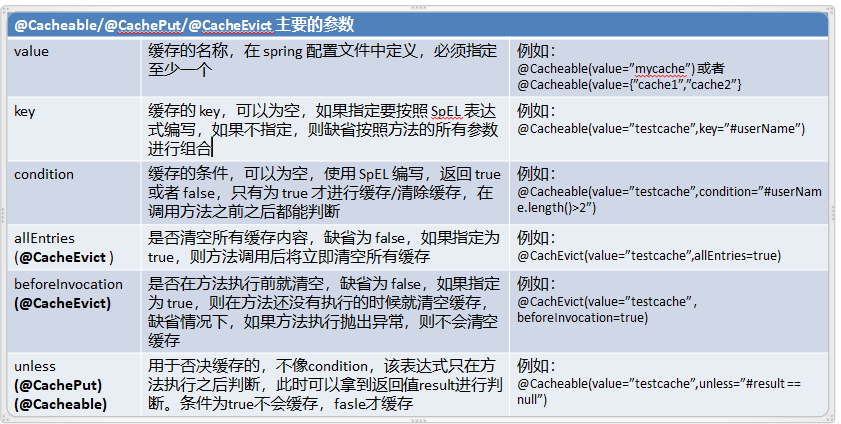 @Cacheable/@CachePut/@CacheEvict 主要的参数
value
缓存的名称，在 spring 配置文件中定义，必须指定
至少一个
例如：
@Cacheable(value=”mycache”) 或者
@Cacheable(value={”cache1”,”cache2”}
key
缓存的 key，可以为空，如果指定要按照 SpEL 表达
式编写，如果不指定，则缺省按照方法的所有参数
进行组合
例如：
@Cacheable(value=”testcache”,key=”#userName”)
condition
缓存的条件，可以为空，使用 SpEL 编写，返回 true
或者 false，只有为 true 才进行缓存/清除缓存，在
调用方法之前之后都能判断
例如：
@Cacheable(value=”testcache”,condition=”#userNam
e.length()>2”)
allEntries
(@CacheEvict )
是否清空所有缓存内容，缺省为 false，如果指定为
true，则方法调用后将立即清空所有缓存
例如：
@CachEvict(value=”testcache”,allEntries=true)
beforeInvocation
(@CacheEvict)
是否在方法执行前就清空，缺省为 false，如果指定
为 true，则在方法还没有执行的时候就清空缓存，
缺省情况下，如果方法执行抛出异常，则不会清空
缓存
例如：
@CachEvict(value=”testcache”，
beforeInvocation=true)
unless
(@CachePut)
(@Cacheable)
用于否决缓存的，不像condition，该表达式只在方
法执行之后判断，此时可以拿到返回值result进行判
断。条件为true不会缓存，fasle才缓存
例如：
@Cacheable(value=”testcache”,unless=”#result ==
null”)